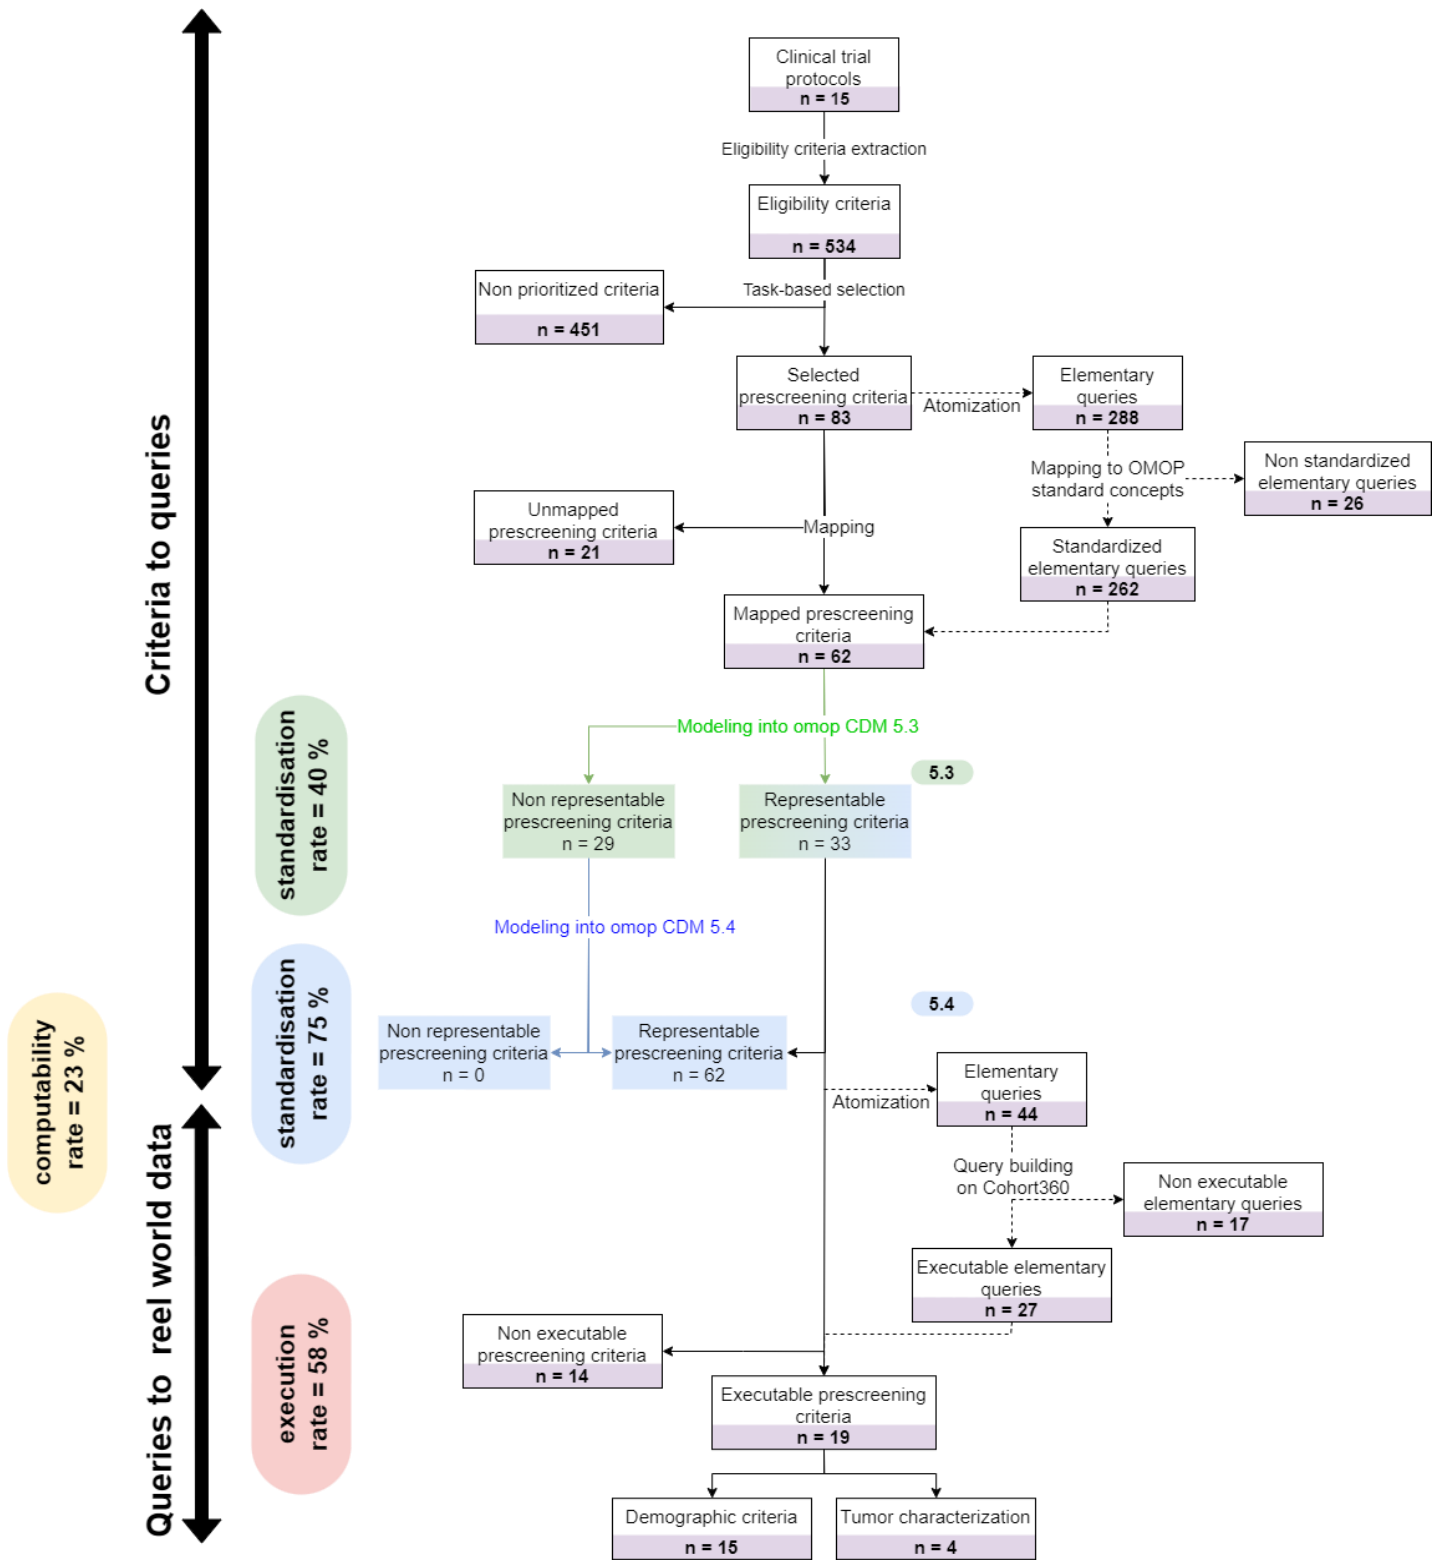 Clinical trial
protocols
n = 15
Eligibility criteria extraction
Eligibility criteria
n = 534
Non prioritized criteria
n = 451
Task-based selection
Selected
prescreening criteria
n = 83
Atomization
Elementary
queries
n = 288
Mapping to OMOP
standard concepts
Non standardized
elementary queries
n = 26
Unmapped
prescreening criteria
n = 21
Mapping
Standardized
elementary queries
n = 262
Mapped prescreening
criteria
n = 62
Criteria to queries
Modeling into omop CDM 5.3
standardisation
rate = 40 %
5.3
Non representable
prescreening criteria
n = 29
Representable
prescreening criteria
n = 33
Modeling into omop CDM 5.4
standardisation
rate = 75 %
computability
rate = 23 %
5.4
Non representable
prescreening criteria
n = 0
Representable
prescreening criteria
n = 62
Atomization
Elementary
queries
n = 44
Query building
on Cohort360
Non executable
elementary queries
n = 17
Executable elementary
queries
n = 27
Queries to reel world data
execution
rate = 58 %
Non executable
prescreening criteria
n = 14
Executable prescreening
criteria
n = 19
Demographic criteria
n = 15
Tumor characterization
n = 4